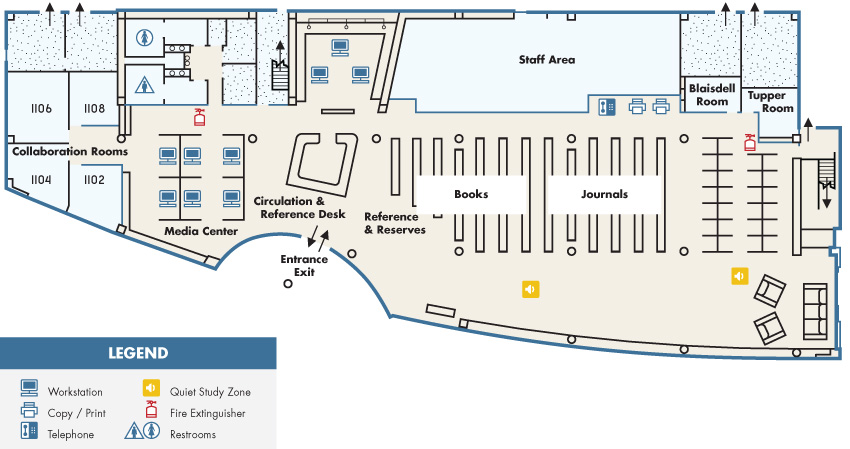 Staff Area
Blaisdell
Room
Tupper
Room
1106
1108
Collaboration Rooms
1104
1102
Media Center
Circulation &
Reference Desk
Reference
& Reserves
Books
Journals
Entrance
Exit
LEGEND
Workstation
Quiet Study Zone
Copy / Print
Fire Extinguisher
Telephone
Restrooms